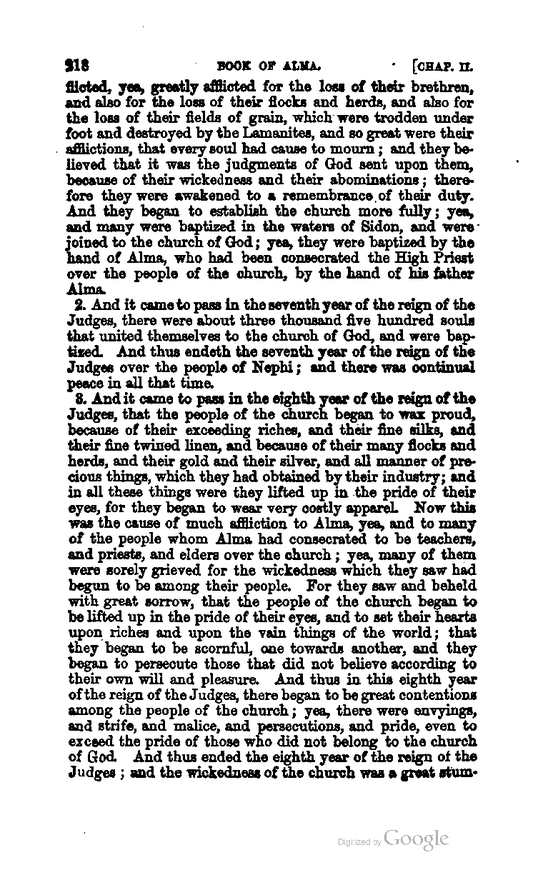 218 BOOK OF ALMA. [CHAP. II.
flicted, yea, greatly afflicted for the loss of their brethren,
and also for the loss of their flocks and herds, and also for
the loss of their fields of grain, which were trodden under
foot and destroyed by the Lamanites, and so great were their
afflictions, that every soul had cause to mourn; and they be-
lieved that it was the judgments of God sent upon them,
because of their wickedness and their abominations; there-
fore they were awakened to a remembrance of their duty.
And they began to establish the church more fully; yea,
and many were baptized in the waters of Sidon, and were
joined to the church of God; yea, they were baptized by the
hand of Alma, who had been consecrated the High Priest
over the people of the church, by the hand of his father
Alma.
2. And it came to pass in the seventh year of the reign of the
Judges, there were about three thousand five hundred souls
that united themselves to the church of God, and were bap-
tized. And thus endeth the seventh year of the reign of the
Judges over the people of Nephi; and there was continual
peace in all that time.
3. And it came to pass in the eighth year of the reign of the
Judges, that the people of the church began to wax proud,
because of their exceeding riches, and their fine silks, and
their fine twined linen, and because of their many flocks and
herds, and their gold and their silver, and all manner of pre-
cious things, which they had obtained by their industry; and
in all these things were they lifted up in the pride of their
eyes, for they began to wear very costly apparel. Now this
was the cause of much affliction to Alma, yea, and to many
of the people whom Alma had consecrated to be teachers,
and priests, and elders over the church; yea, many of them
were sorely grieved for the wickedness which they saw had
begun to be among their people. For they saw and beheld
with great sorrow, that the people of the church began to
be lifted up in the pride of their eyes, and to set their hearts
upon riches and upon the vain things of the world; that
they began to be scornful, one towards another, and they
began to persecute those that did not believe according to
their own will and pleasure. And thus in this eighth year
of the reign of the Judges, there began to be great contentions
among the people of the church; yea, there were envyings,
and strife, and malice, and persecutions, and pride, even to
exceed the pride of those who did not belong to the church
of God. And thus ended the eighth year of the reign of the
Judges; and the wickedness of the church was a great stum-
Digitized by Google